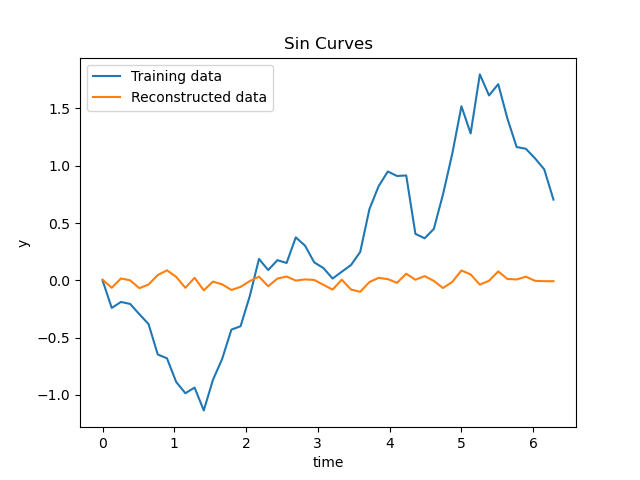 Sin Curves
Training data
Reconstructed data
1.5
1.0
0.5
0.0
−0.5
−1.0
y
0 1 2 3 4 5 6
time